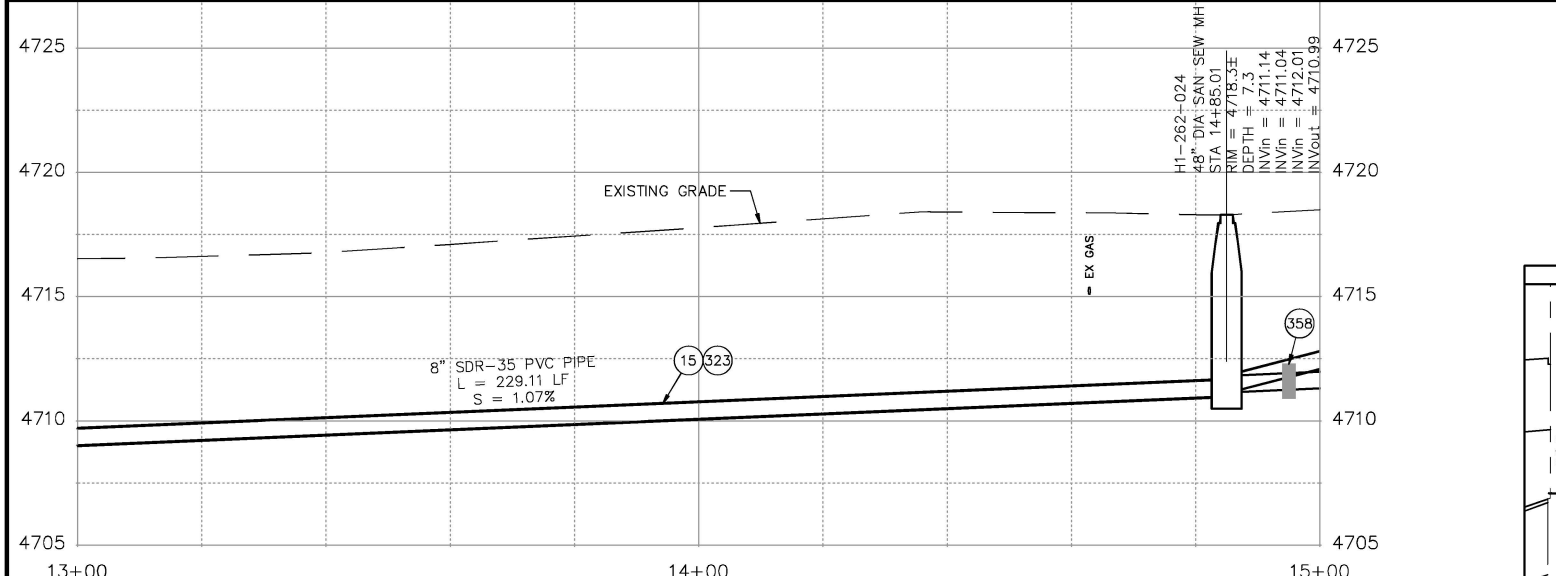 4725
4725
H1-262-024
48" DIA SAN SEW MH
STA 14+85.01
RIM = 4718.3±
DEPTH = 7.3
INVin = 4711.14
INVin = 4711.04
INVin = 4712.01
INVout = 4710.99
4720
4720
EXISTING GRADE
EX GAS
4715
4715
358
8" SDR-35 PVC PIPE
L = 229.11 LF
S = 1.07%
15 323
4710
4710
4705
4705
13+00
14+00
15+00